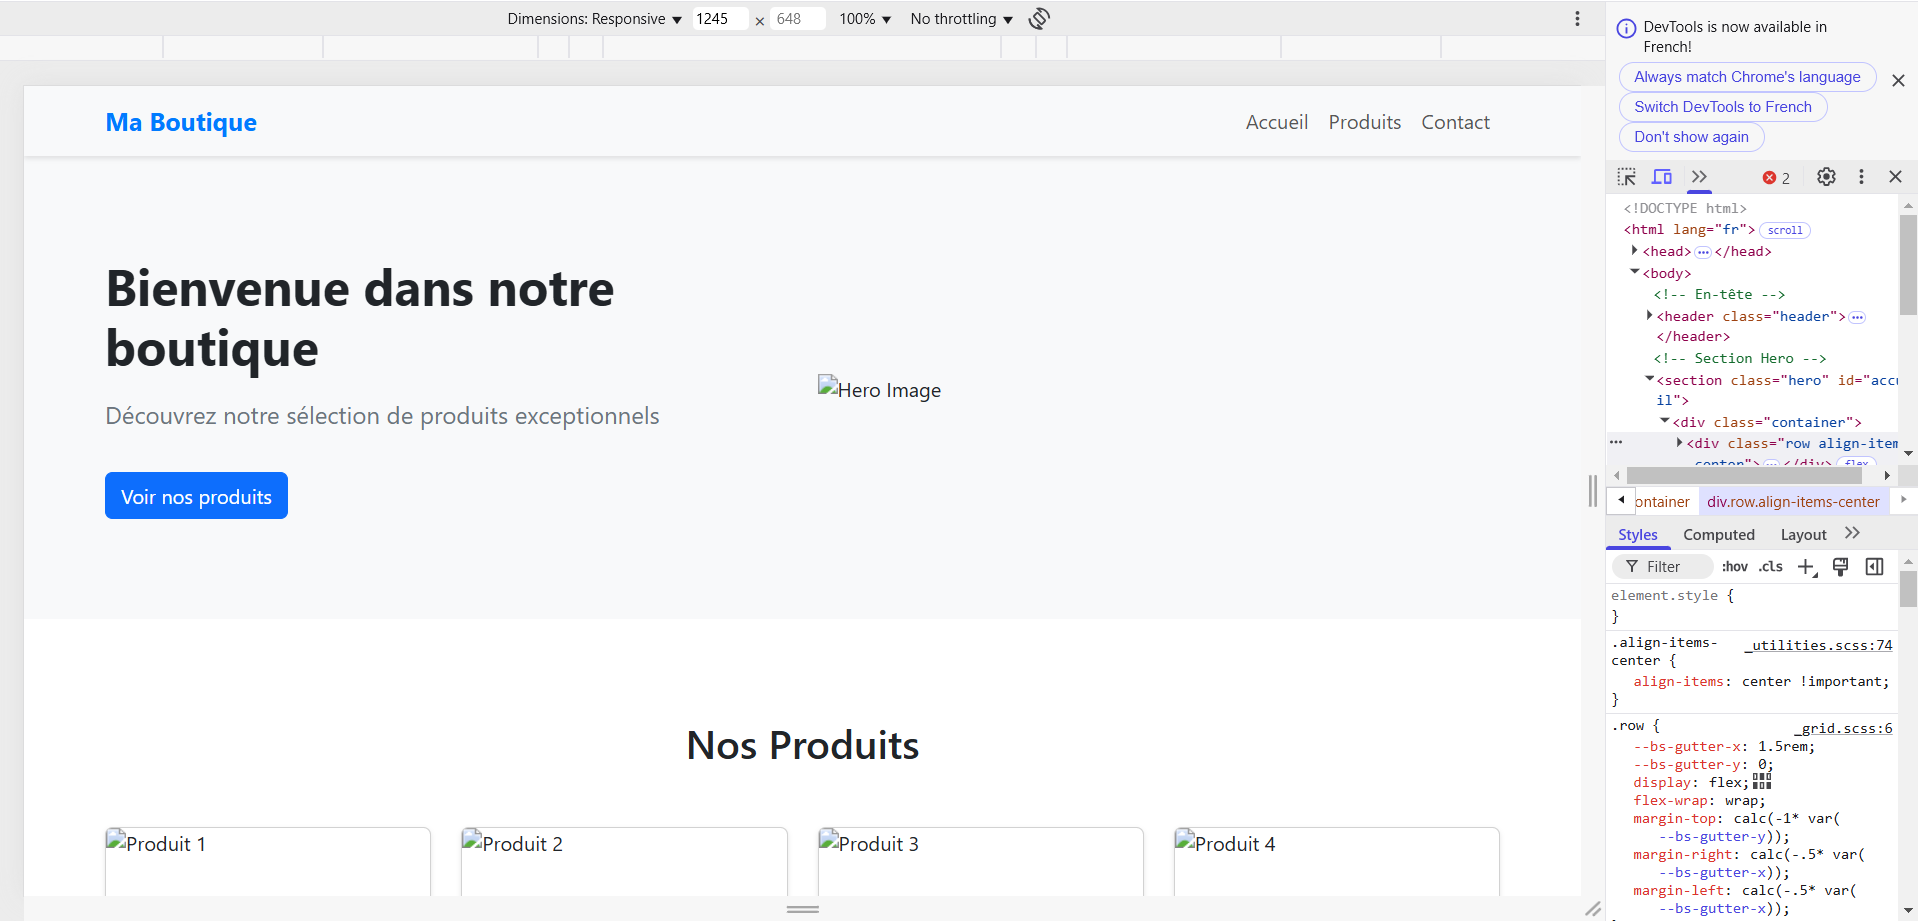 Dimensions: Responsive ▼ 1245 × 648 100% ▼ No throttling ▼
Ma Boutique
Accueil Produits Contact
Bienvenue dans notre
boutique
Découvrez notre sélection de produits exceptionnels
Voir nos produits
Hero Image
Nos Produits
Produit 1
Produit 2
Produit 3
Produit 4
DevTools is now available in
French!
Always match Chrome's language
Switch DevTools to French
Don't show again
2
<!DOCTYPE html>
<html lang="fr"> scroll
<head> … </head>
<body>
<!-- En-tête -->
<header class="header"> …
</header>
<!-- Section Hero -->
<section class="hero" id="accu
il">
<div class="container">
<div class="row align-item
center"> … </div> flex
ontainer div.row.align-items-center
Styles Computed Layout
Filter :hov .cls
element.style {
}
.align-items- _utilities.scss:74
center {
align-items: center !important;
}
.row { _grid.scss:6
--bs-gutter-x: 1.5rem;
--bs-gutter-y: 0;
display: flex;
flex-wrap: wrap;
margin-top: calc(-1* var(
--bs-gutter-y));
margin-right: calc(-.5* var(
--bs-gutter-x));
margin-left: calc(-.5* var(
--bs-gutter-x));